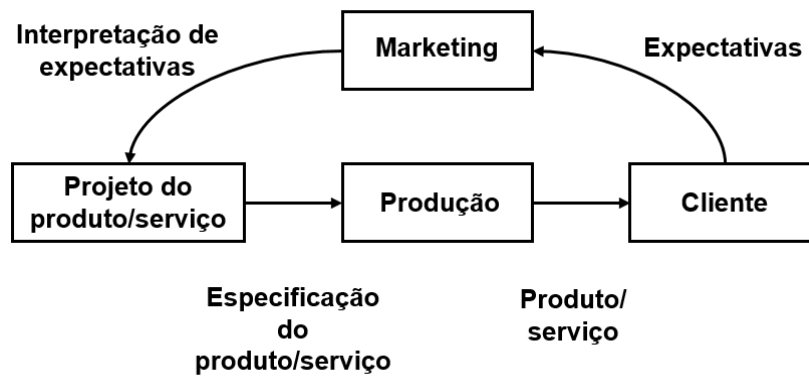 Interpretação de
expectativas
Marketing
Expectativas
Projeto do
produto/serviço
Produção
Cliente
Especificação
do
produto/serviço
Produto/
serviço